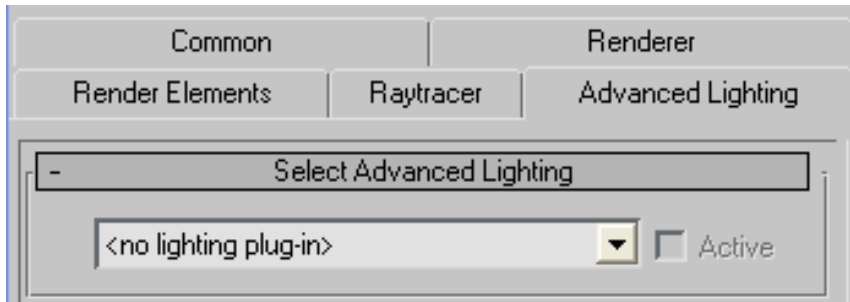 Common Renderer
Render Elements Raytracer Advanced Lighting
- Select Advanced Lighting
<no lighting plug-in> Active